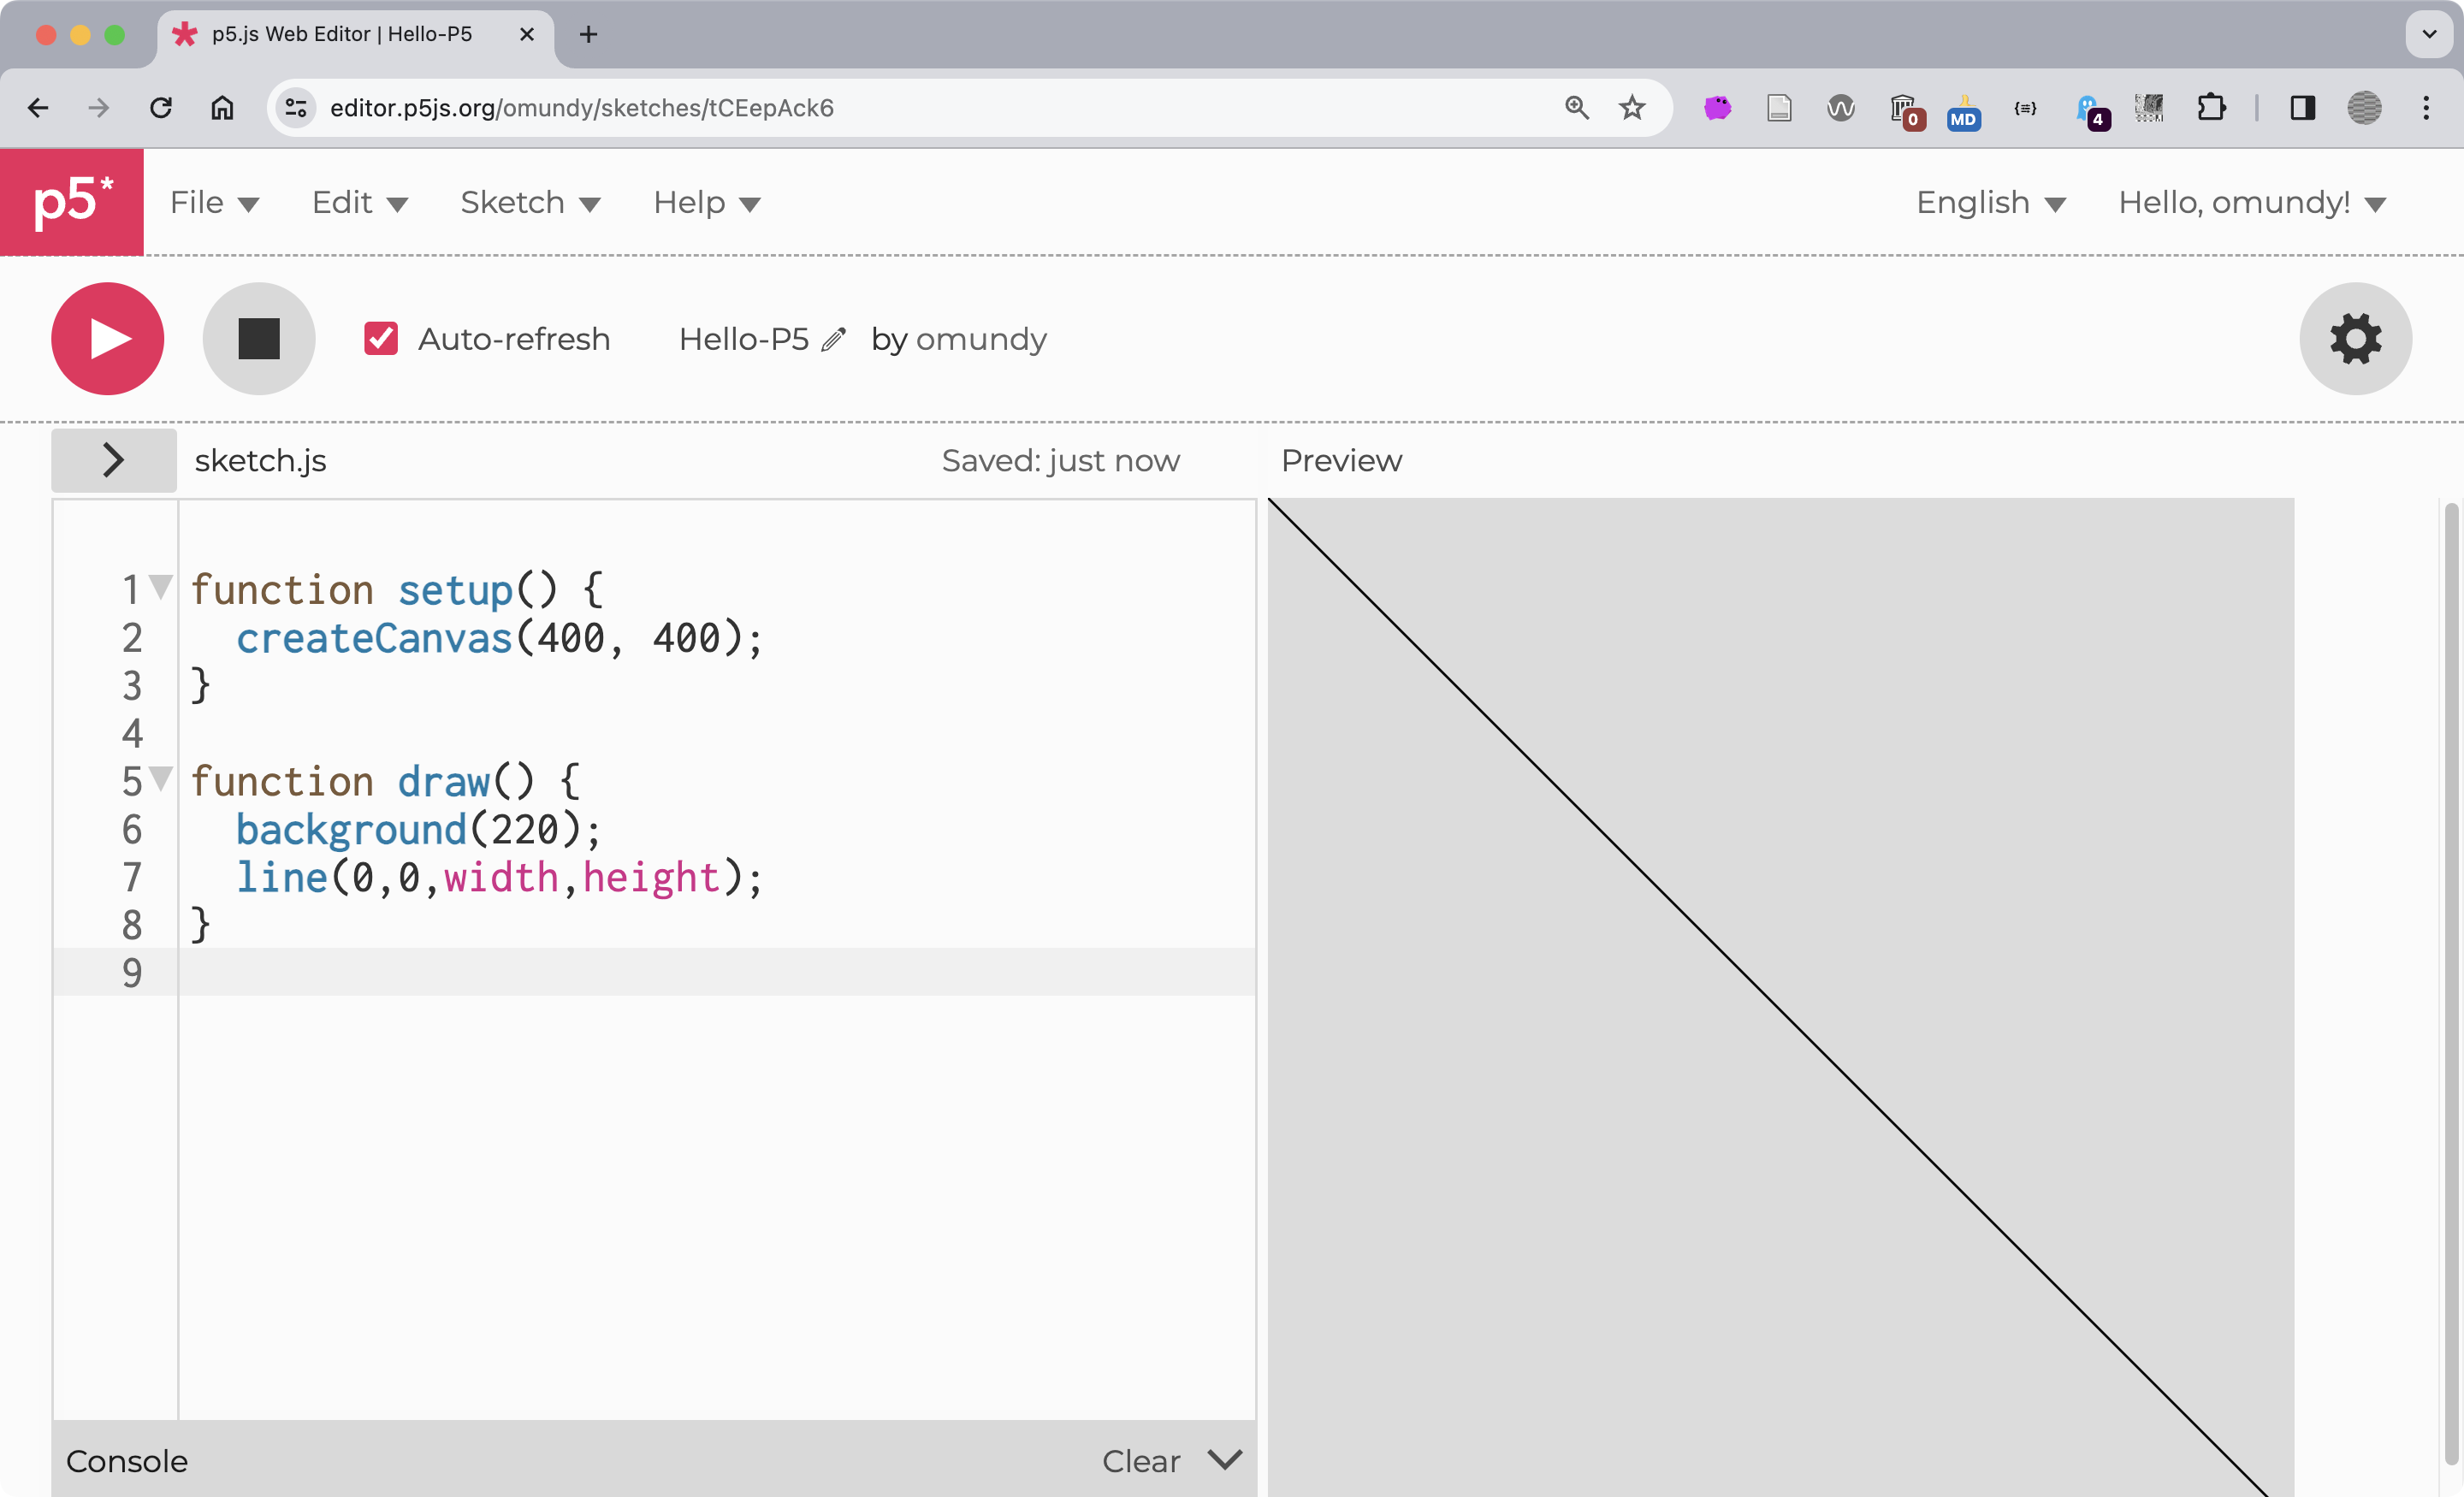 p5.js Web Editor | Hello-P5
editor.p5js.org/omundy/sketches/tCEepAck6
0
MD
{≡}
4
p5*
File Edit Sketch Help English Hello, omundy!
Auto-refresh Hello-P5 by omundy
sketch.js Saved: just now Preview
1 function setup() {
2   createCanvas(400, 400);
3 }
4
5 function draw() {
6   background(220);
7   line(0,0,width,height);
8 }
9
Console Clear